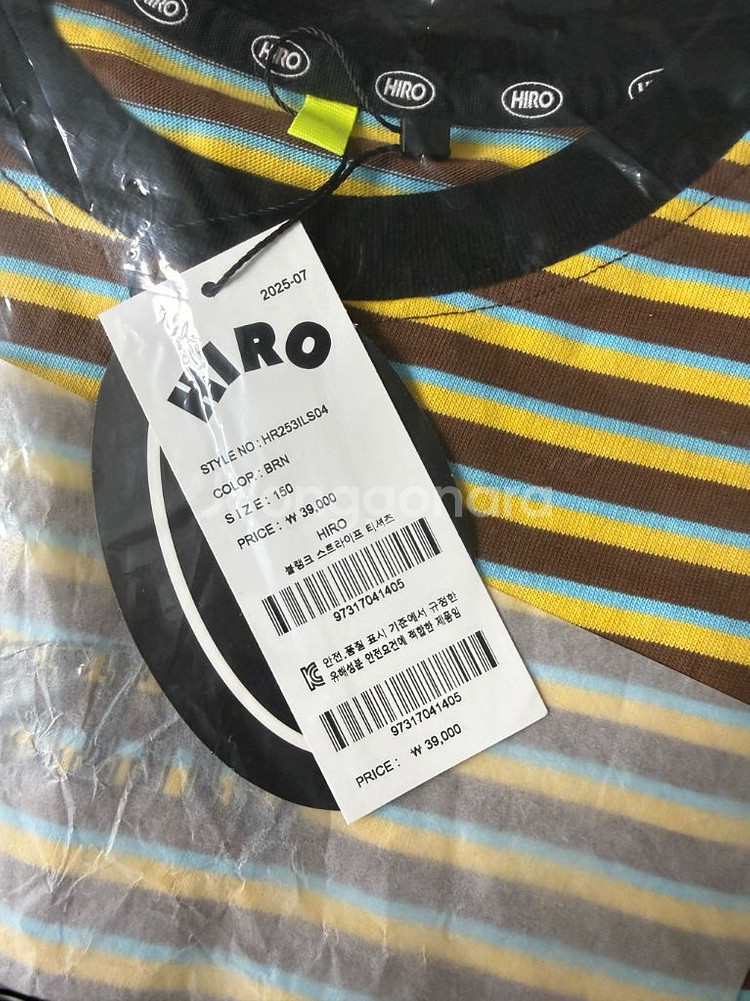 HIRO
HIRO
HIRO
HIRO
2025-07
HIRO
STYLE NO : HR253ILS04
COLOR : BRN
SIZE : 150
PRICE : ₩ 39,000
HIRO
블링크 스트라이프 티셔츠
97317041405
안전.품질 표시 기준에서 규정한
유해성분 안전요건에 적합한 제품임
97317041405
PRICE : ₩ 39,000